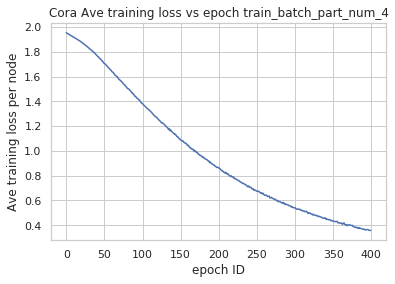 Cora Ave training loss vs epoch train_batch_part_num_4
Ave training loss per node
2.0
1.8
1.6
1.4
1.2
1.0
0.8
0.6
0.4
0 50 100 150 200 250 300 350 400
epoch ID